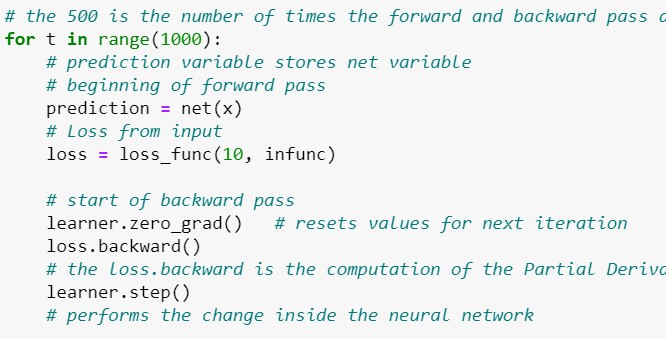 # the 500 is the number of times the forward and backward pass
for t in range(1000):
# prediction variable stores net variable
# beginning of forward pass
prediction = net(x)
# Loss from input
loss = loss_func(10, infunc)
# start of backward pass
learner.zero_grad() # resets values for next iteration
loss.backward()
# the loss.backward is the computation of the Partial
learner.step()
# performs the change inside the neural network